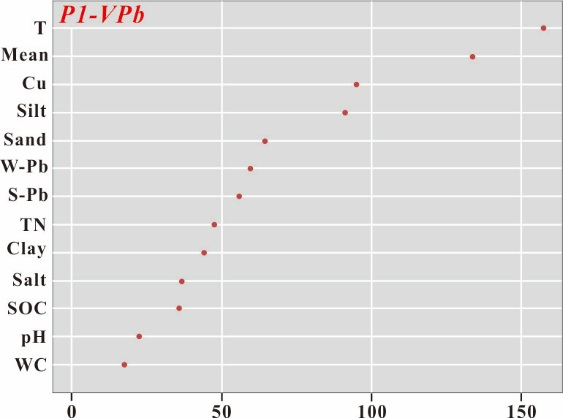 P1-VPb
T
Mean
Cu
Silt
Sand
W-Pb
S-Pb
TN
Clay
Salt
SOC
pH
WC
0 50 100 150